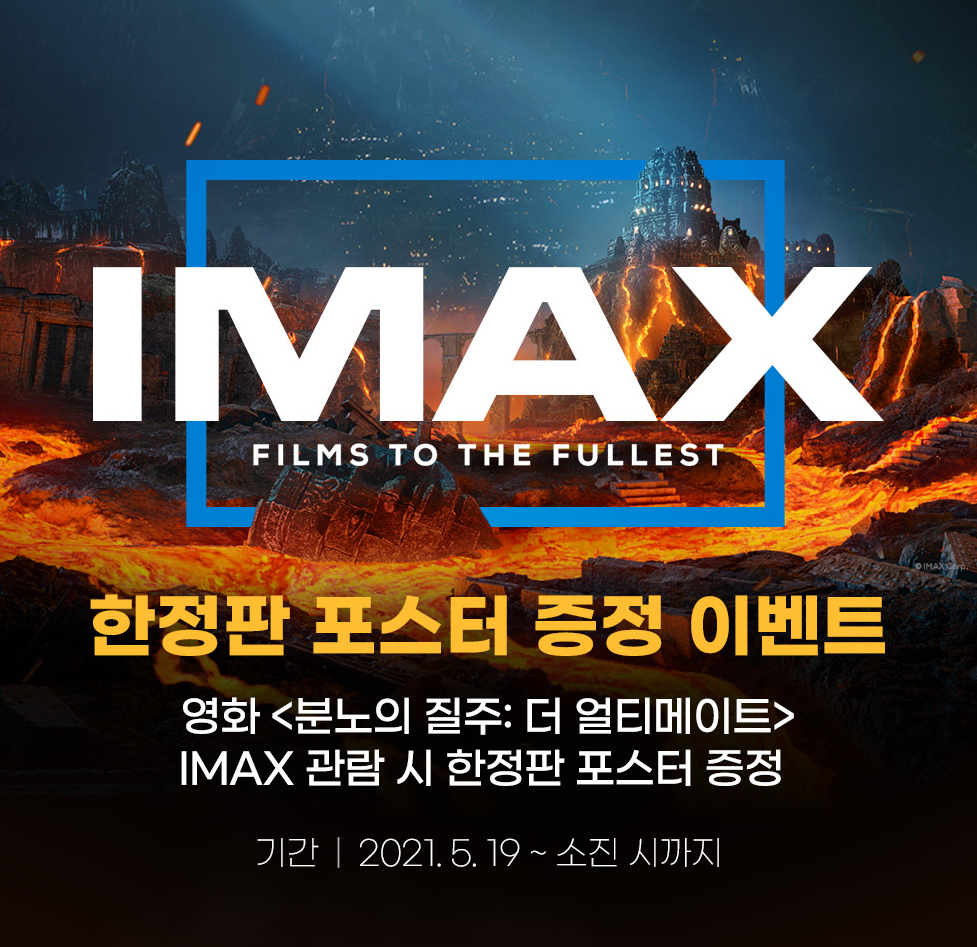 IMAX
FILMS TO THE FULLEST
© IMAX Corp.
한정판 포스터 증정 이벤트
영화 <분노의 질주: 더 얼티메이트>
IMAX 관람 시 한정판 포스터 증정
기간 | 2021. 5. 19 ~ 소진 시까지